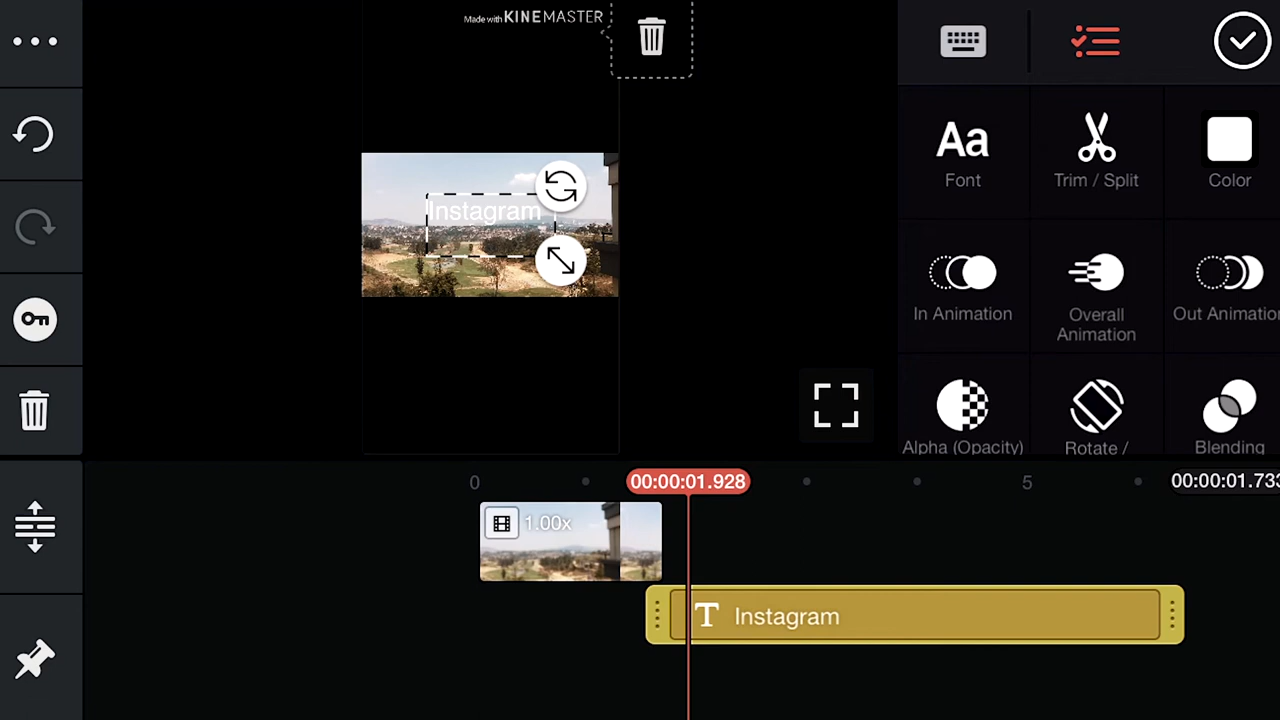 Made with KINEMASTER
Instagram
Aa
Font
Trim / Split
Color
In Animation
Overall
Animation
Out Animatio
Alpha (Opacity)
Rotate /
Blending
0
00:00:01.928
5
00:00:01.733
1.00x
T Instagram